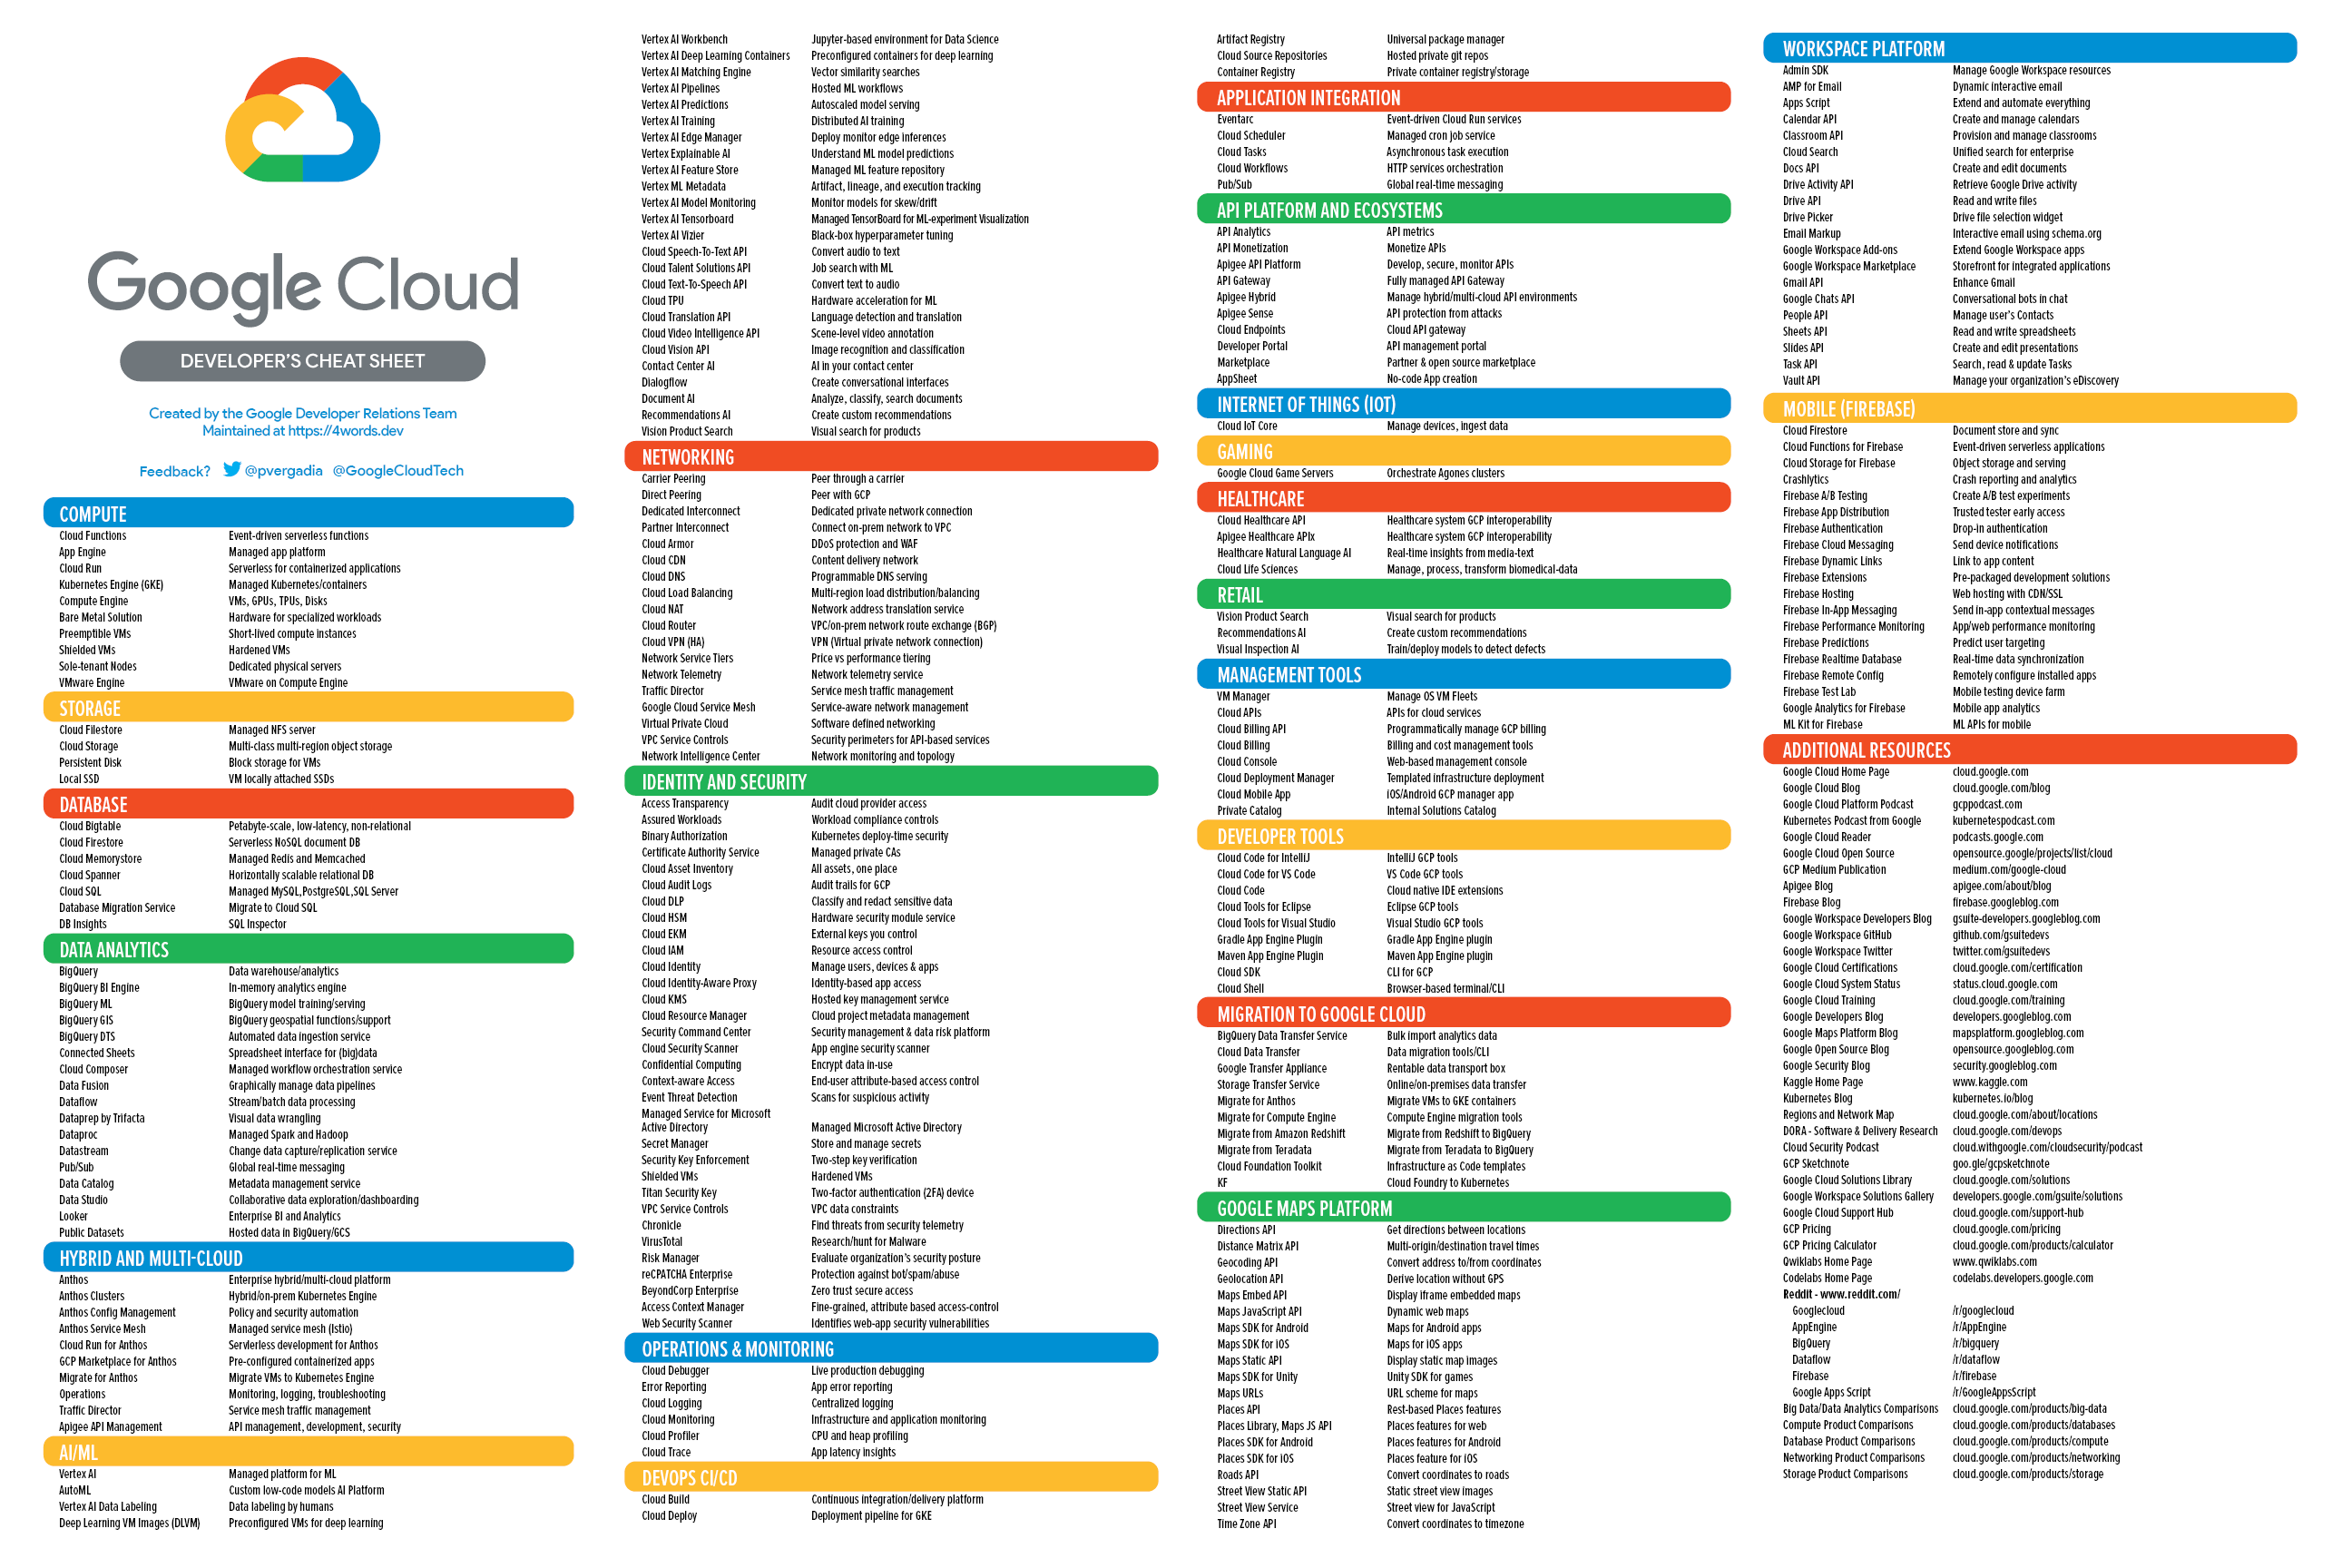 Google Cloud
DEVELOPER'S CHEAT SHEET
Created by the Google Developer Relations Team
Maintained at https://4words.dev
Feedback? @pvergadia @GoogleCloudTech
COMPUTE
Cloud Functions Event-driven serverless functions
App Engine Managed app platform
Cloud Run Serverless for containerized applications
Kubernetes Engine (GKE) Managed Kubernetes/containers
Compute Engine VMs, GPUs, TPUs, Disks
Bare Metal Solution Hardware for specialized workloads
Preemptible VMs Short-lived compute instances
Shielded VMs Hardened VMs
Sole-tenant Nodes Dedicated physical servers
VMware Engine VMware on Compute Engine
STORAGE
Cloud Filestore Managed NFS server
Cloud Storage Multi-class multi-region object storage
Persistent Disk Block storage for VMs
Local SSD VM locally attached SSDs
DATABASE
Cloud Bigtable Petabyte-scale, low-latency, non-relational
Cloud Firestore Serverless NoSQL document DB
Cloud Memorystore Managed Redis and Memcached
Cloud Spanner Horizontally scalable relational DB
Cloud SQL Managed MySQL,PostgreSQL,SQL Server
Database Migration Service Migrate to Cloud SQL
DB Insights SQL Inspector
DATA ANALYTICS
BigQuery Data warehouse/analytics
BigQuery BI Engine In-memory analytics engine
BigQuery ML BigQuery model training/serving
BigQuery GIS BigQuery geospatial functions/support
BigQuery DTS Automated data ingestion service
Connected Sheets Spreadsheet interface for (big)data
Cloud Composer Managed workflow orchestration service
Data Fusion Graphically manage data pipelines
Dataflow Stream/batch data processing
Dataprep by Trifacta Visual data wrangling
Dataproc Managed Spark and Hadoop
Datastream Change data capture/replication service
Pub/Sub Global real-time messaging
Data Catalog Metadata management service
Data Studio Collaborative data exploration/dashboarding
Looker Enterprise BI and Analytics
Public Datasets Hosted data in BigQuery/GCS
HYBRID AND MULTI-CLOUD
Anthos Enterprise hybrid/multi-cloud platform
Anthos Clusters Hybrid/on-prem Kubernetes Engine
Anthos Config Management Policy and security automation
Anthos Service Mesh Managed service mesh (Istio)
Cloud Run for Anthos Servlerless development for Anthos
GCP Marketplace for Anthos Pre-configured containerized apps
Migrate for Anthos Migrate VMs to Kubernetes Engine
Operations Monitoring, logging, troubleshooting
Traffic Director Service mesh traffic management
Apigee API Management API management, development, security
AI/ML
Vertex AI Managed platform for ML
AutoML Custom low-code models AI Platform
Vertex AI Data Labeling Data labeling by humans
Deep Learning VM Images (DLVM) Preconfigured VMs for deep learning
Vertex AI Workbench Jupyter-based environment for Data Science
Vertex AI Deep Learning Containers Preconfigured containers for deep learning
Vertex AI Matching Engine Vector similarity searches
Vertex AI Pipelines Hosted ML workflows
Vertex AI Predictions Autoscaled model serving
Vertex AI Training Distributed AI training
Vertex AI Edge Manager Deploy monitor edge inferences
Vertex Explainable AI Understand ML model predictions
Vertex AI Feature Store Managed ML feature repository
Vertex ML Metadata Artifact, lineage, and execution tracking
Vertex AI Model Monitoring Monitor models for skew/drift
Vertex AI Tensorboard Managed TensorBoard for ML-experiment Visualization
Vertex AI Vizier Black-box hyperparameter tuning
Cloud Speech-To-Text API Convert audio to text
Cloud Talent Solutions API Job search with ML
Cloud Text-To-Speech API Convert text to audio
Cloud TPU Hardware acceleration for ML
Cloud Translation API Language detection and translation
Cloud Video Intelligence API Scene-level video annotation
Cloud Vision API Image recognition and classification
Contact Center AI AI in your contact center
Dialogflow Create conversational interfaces
Document AI Analyze, classify, search documents
Recommendations AI Create custom recommendations
Vision Product Search Visual search for products
NETWORKING
Carrier Peering Peer through a carrier
Direct Peering Peer with GCP
Dedicated Interconnect Dedicated private network connection
Partner Interconnect Connect on-prem network to VPC
Cloud Armor DDoS protection and WAF
Cloud CDN Content delivery network
Cloud DNS Programmable DNS serving
Cloud Load Balancing Multi-region load distribution/balancing
Cloud NAT Network address translation service
Cloud Router VPC/on-prem network route exchange (BGP)
Cloud VPN (HA) VPN (Virtual private network connection)
Network Service Tiers Price vs performance tiering
Network Telemetry Network telemetry service
Traffic Director Service mesh traffic management
Google Cloud Service Mesh Service-aware network management
Virtual Private Cloud Software defined networking
VPC Service Controls Security perimeters for API-based services
Network Intelligence Center Network monitoring and topology
IDENTITY AND SECURITY
Access Transparency Audit cloud provider access
Assured Workloads Workload compliance controls
Binary Authorization Kubernetes deploy-time security
Certificate Authority Service Managed private CAs
Cloud Asset Inventory All assets, one place
Cloud Audit Logs Audit trails for GCP
Cloud DLP Classify and redact sensitive data
Cloud HSM Hardware security module service
Cloud EKM External keys you control
Cloud IAM Resource access control
Cloud Identity Manage users, devices & apps
Cloud Identity-Aware Proxy Identity-based app access
Cloud KMS Hosted key management service
Cloud Resource Manager Cloud project metadata management
Security Command Center Security management & data risk platform
Cloud Security Scanner App engine security scanner
Confidential Computing Encrypt data in-use
Context-aware Access End-user attribute-based access control
Event Threat Detection Scans for suspicious activity
Managed Service for Microsoft
Active Directory Managed Microsoft Active Directory
Secret Manager Store and manage secrets
Security Key Enforcement Two-step key verification
Shielded VMs Hardened VMs
Titan Security Key Two-factor authentication (2FA) device
VPC Service Controls VPC data constraints
Chronicle Find threats from security telemetry
VirusTotal Research/hunt for Malware
Risk Manager Evaluate organization's security posture
reCPATCHA Enterprise Protection against bot/spam/abuse
BeyondCorp Enterprise Zero trust secure access
Access Context Manager Fine-grained, attribute based access-control
Web Security Scanner Identifies web-app security vulnerabilities
OPERATIONS & MONITORING
Cloud Debugger Live production debugging
Error Reporting App error reporting
Cloud Logging Centralized logging
Cloud Monitoring Infrastructure and application monitoring
Cloud Profiler CPU and heap profiling
Cloud Trace App latency insights
DEVOPS CI/CD
Cloud Build Continuous integration/delivery platform
Cloud Deploy Deployment pipeline for GKE
Artifact Registry Universal package manager
Cloud Source Repositories Hosted private git repos
Container Registry Private container registry/storage
APPLICATION INTEGRATION
Eventarc Event-driven Cloud Run services
Cloud Scheduler Managed cron job service
Cloud Tasks Asynchronous task execution
Cloud Workflows HTTP services orchestration
Pub/Sub Global real-time messaging
API PLATFORM AND ECOSYSTEMS
API Analytics API metrics
API Monetization Monetize APIs
Apigee API Platform Develop, secure, monitor APIs
API Gateway Fully managed API Gateway
Apigee Hybrid Manage hybrid/multi-cloud API environments
Apigee Sense API protection from attacks
Cloud Endpoints Cloud API gateway
Developer Portal API management portal
Marketplace Partner & open source marketplace
AppSheet No-code App creation
INTERNET OF THINGS (IOT)
Cloud IoT Core Manage devices, ingest data
GAMING
Google Cloud Game Servers Orchestrate Agones clusters
HEALTHCARE
Cloud Healthcare API Healthcare system GCP interoperability
Apigee Healthcare APIx Healthcare system GCP interoperability
Healthcare Natural Language AI Real-time insights from media-text
Cloud Life Sciences Manage, process, transform biomedical-data
RETAIL
Vision Product Search Visual search for products
Recommendations AI Create custom recommendations
Visual Inspection AI Train/deploy models to detect defects
MANAGEMENT TOOLS
VM Manager Manage OS VM Fleets
Cloud APIs APIs for cloud services
Cloud Billing API Programmatically manage GCP billing
Cloud Billing Billing and cost management tools
Cloud Console Web-based management console
Cloud Deployment Manager Templated infrastructure deployment
Cloud Mobile App iOS/Android GCP manager app
Private Catalog Internal Solutions Catalog
DEVELOPER TOOLS
Cloud Code for IntelliJ IntelliJ GCP tools
Cloud Code for VS Code VS Code GCP tools
Cloud Code Cloud native IDE extensions
Cloud Tools for Eclipse Eclipse GCP tools
Cloud Tools for Visual Studio Visual Studio GCP tools
Gradle App Engine Plugin Gradle App Engine plugin
Maven App Engine Plugin Maven App Engine plugin
Cloud SDK CLI for GCP
Cloud Shell Browser-based terminal/CLI
MIGRATION TO GOOGLE CLOUD
BigQuery Data Transfer Service Bulk import analytics data
Cloud Data Transfer Data migration tools/CLI
Google Transfer Appliance Rentable data transport box
Storage Transfer Service Online/on-premises data transfer
Migrate for Anthos Migrate VMs to GKE containers
Migrate for Compute Engine Compute Engine migration tools
Migrate from Amazon Redshift Migrate from Redshift to BigQuery
Migrate from Teradata Migrate from Teradata to BigQuery
Cloud Foundation Toolkit Infrastructure as Code templates
KF Cloud Foundry to Kubernetes
GOOGLE MAPS PLATFORM
Directions API Get directions between locations
Distance Matrix API Multi-origin/destination travel times
Geocoding API Convert address to/from coordinates
Geolocation API Derive location without GPS
Maps Embed API Display iframe embedded maps
Maps JavaScript API Dynamic web maps
Maps SDK for Android Maps for Android apps
Maps SDK for iOS Maps for iOS apps
Maps Static API Display static map images
Maps SDK for Unity Unity SDK for games
Maps URLs URL scheme for maps
Places API Rest-based Places features
Places Library, Maps JS API Places features for web
Places SDK for Android Places features for Android
Places SDK for iOS Places feature for iOS
Roads API Convert coordinates to roads
Street View Static API Static street view images
Street View Service Street view for JavaScript
Time Zone API Convert coordinates to timezone
WORKSPACE PLATFORM
Admin SDK Manage Google Workspace resources
AMP for Email Dynamic interactive email
Apps Script Extend and automate everything
Calendar API Create and manage calendars
Classroom API Provision and manage classrooms
Cloud Search Unified search for enterprise
Docs API Create and edit documents
Drive Activity API Retrieve Google Drive activity
Drive API Read and write files
Drive Picker Drive file selection widget
Email Markup Interactive email using schema.org
Google Workspace Add-ons Extend Google Workspace apps
Google Workspace Marketplace Storefront for integrated applications
Gmail API Enhance Gmail
Google Chats API Conversational bots in chat
People API Manage user's Contacts
Sheets API Read and write spreadsheets
Slides API Create and edit presentations
Task API Search, read & update Tasks
Vault API Manage your organization's eDiscovery
MOBILE (FIREBASE)
Cloud Firestore Document store and sync
Cloud Functions for Firebase Event-driven serverless applications
Cloud Storage for Firebase Object storage and serving
Crashlytics Crash reporting and analytics
Firebase A/B Testing Create A/B test experiments
Firebase App Distribution Trusted tester early access
Firebase Authentication Drop-in authentication
Firebase Cloud Messaging Send device notifications
Firebase Dynamic Links Link to app content
Firebase Extensions Pre-packaged development solutions
Firebase Hosting Web hosting with CDN/SSL
Firebase In-App Messaging Send in-app contextual messages
Firebase Performance Monitoring App/web performance monitoring
Firebase Predictions Predict user targeting
Firebase Realtime Database Real-time data synchronization
Firebase Remote Config Remotely configure installed apps
Firebase Test Lab Mobile testing device farm
Google Analytics for Firebase Mobile app analytics
ML Kit for Firebase ML APIs for mobile
ADDITIONAL RESOURCES
Google Cloud Home Page cloud.google.com
Google Cloud Blog cloud.google.com/blog
Google Cloud Platform Podcast gcppodcast.com
Kubernetes Podcast from Google kubernetespodcast.com
Google Cloud Reader podcasts.google.com
Google Cloud Open Source opensource.google/projects/list/cloud
GCP Medium Publication medium.com/google-cloud
Apigee Blog apigee.com/about/blog
Firebase Blog firebase.googleblog.com
Google Workspace Developers Blog gsuite-developers.googleblog.com
Google Workspace GitHub github.com/gsuitedevs
Google Workspace Twitter twitter.com/gsuitedevs
Google Cloud Certifications cloud.google.com/certification
Google Cloud System Status status.cloud.google.com
Google Cloud Training cloud.google.com/training
Google Developers Blog developers.googleblog.com
Google Maps Platform Blog mapsplatform.googleblog.com
Google Open Source Blog opensource.googleblog.com
Google Security Blog security.googleblog.com
Kaggle Home Page www.kaggle.com
Kubernetes Blog kubernetes.io/blog
Regions and Network Map cloud.google.com/about/locations
DORA - Software & Delivery Research cloud.google.com/devops
Cloud Security Podcast cloud.withgoogle.com/cloudsecurity/podcast
GCP Sketchnote goo.gle/gcpsketchnote
Google Cloud Solutions Library cloud.google.com/solutions
Google Workspace Solutions Gallery developers.google.com/gsuite/solutions
Google Cloud Support Hub cloud.google.com/support-hub
GCP Pricing cloud.google.com/pricing
GCP Pricing Calculator cloud.google.com/products/calculator
Qwiklabs Home Page www.qwiklabs.com
Codelabs Home Page codelabs.developers.google.com
Reddit - www.reddit.com/
Googlecloud /r/googlecloud
AppEngine /r/AppEngine
BigQuery /r/bigquery
Dataflow /r/dataflow
Firebase /r/firebase
Google Apps Script /r/GoogleAppsScript
Big Data/Data Analytics Comparisons cloud.google.com/products/big-data
Compute Product Comparisons cloud.google.com/products/databases
Database Product Comparisons cloud.google.com/products/compute
Networking Product Comparisons cloud.google.com/products/networking
Storage Product Comparisons cloud.google.com/products/storage